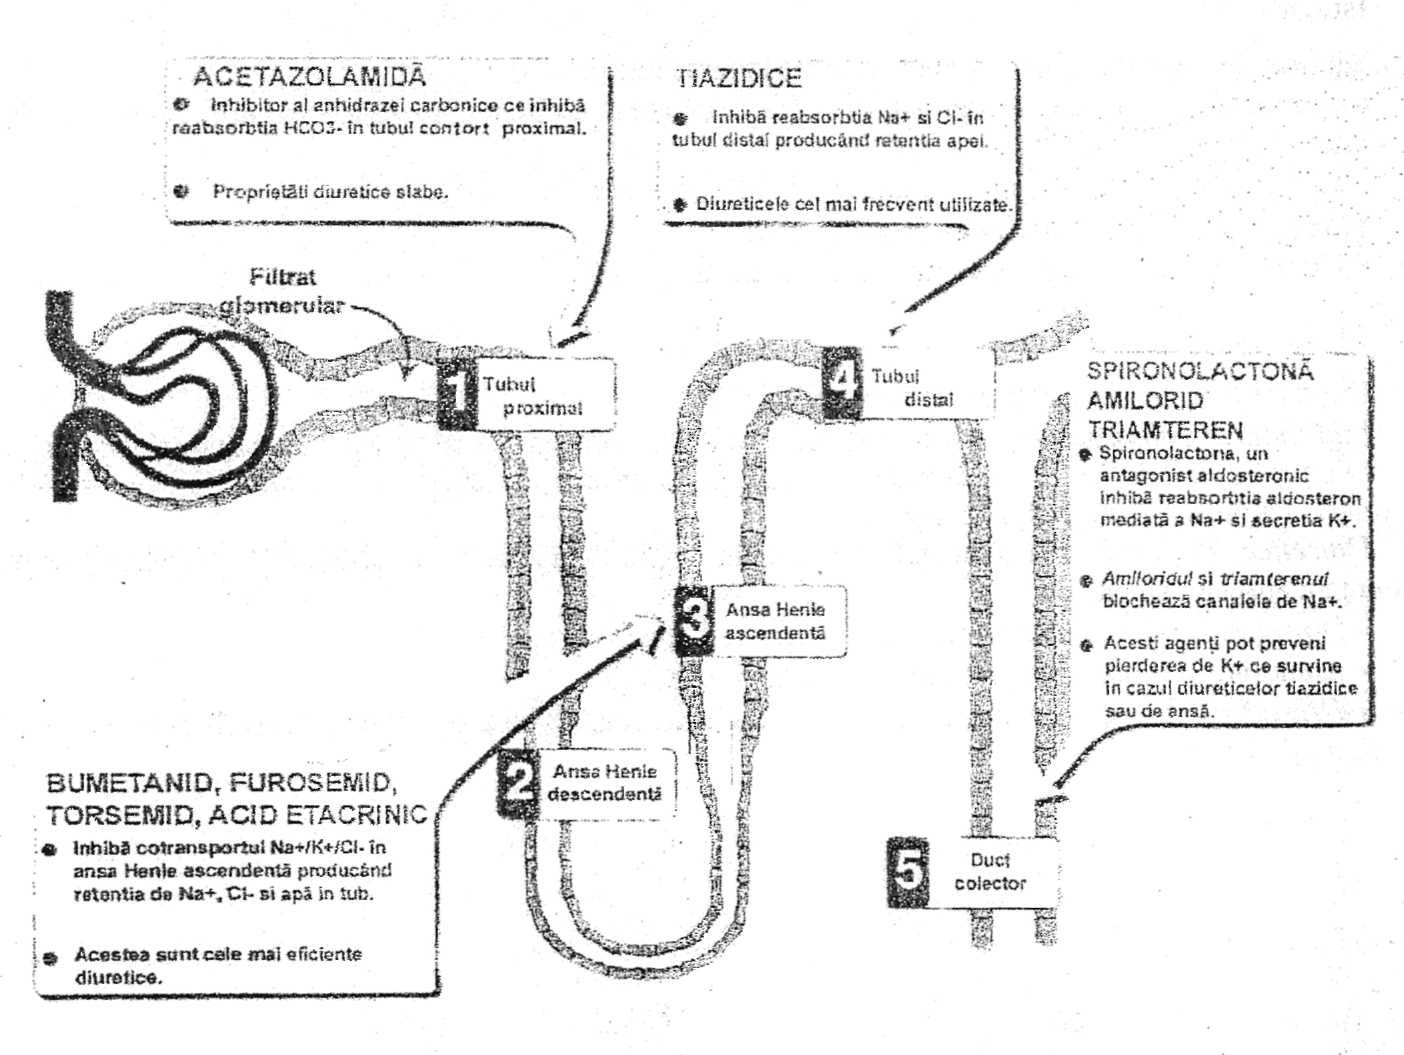 ACETAZOLAMIDĂ
Inhibitor al anhidrazei carbonice ce inhibă
reabsorbtia HCO3- în tubul contort proximal.
Proprietăti diuretice slabe.
TIAZIDICE
Inhibă reabsorbtia Na+ si Cl- în
tubul distal producând retentia apei.
Diureticele cel mai frecvent utilizate.
Filtrat
glomerular
1 Tubul
proximal
4 Tubul
distal
SPIRONOLACTONĂ
AMILORID
TRIAMTEREN
Spironolactona, un
antagonist aldosteronic
inhibă reabsorbtia aldosteron
mediată a Na+ si secretia K+.
Amiloridul si triamterenul
blochează canalele de Na+.
Acesti agenți pot preveni
pierderea de K+ ce survine
in cazul diureticelor tiazidice
sau de ansă.
3 Ansa Henle
ascendentă
2 Ansa Henle
descendentă
BUMETANID, FUROSEMID,
TORSEMID, ACID ETACRINIC
Inhibă cotransportul Na+/K+/Cl- în
ansa Henle ascendentă producând
retentia de Na+, Cl- si apă in tub.
Acestea sunt cele mai eficiente
diuretice.
5 Duct
colector